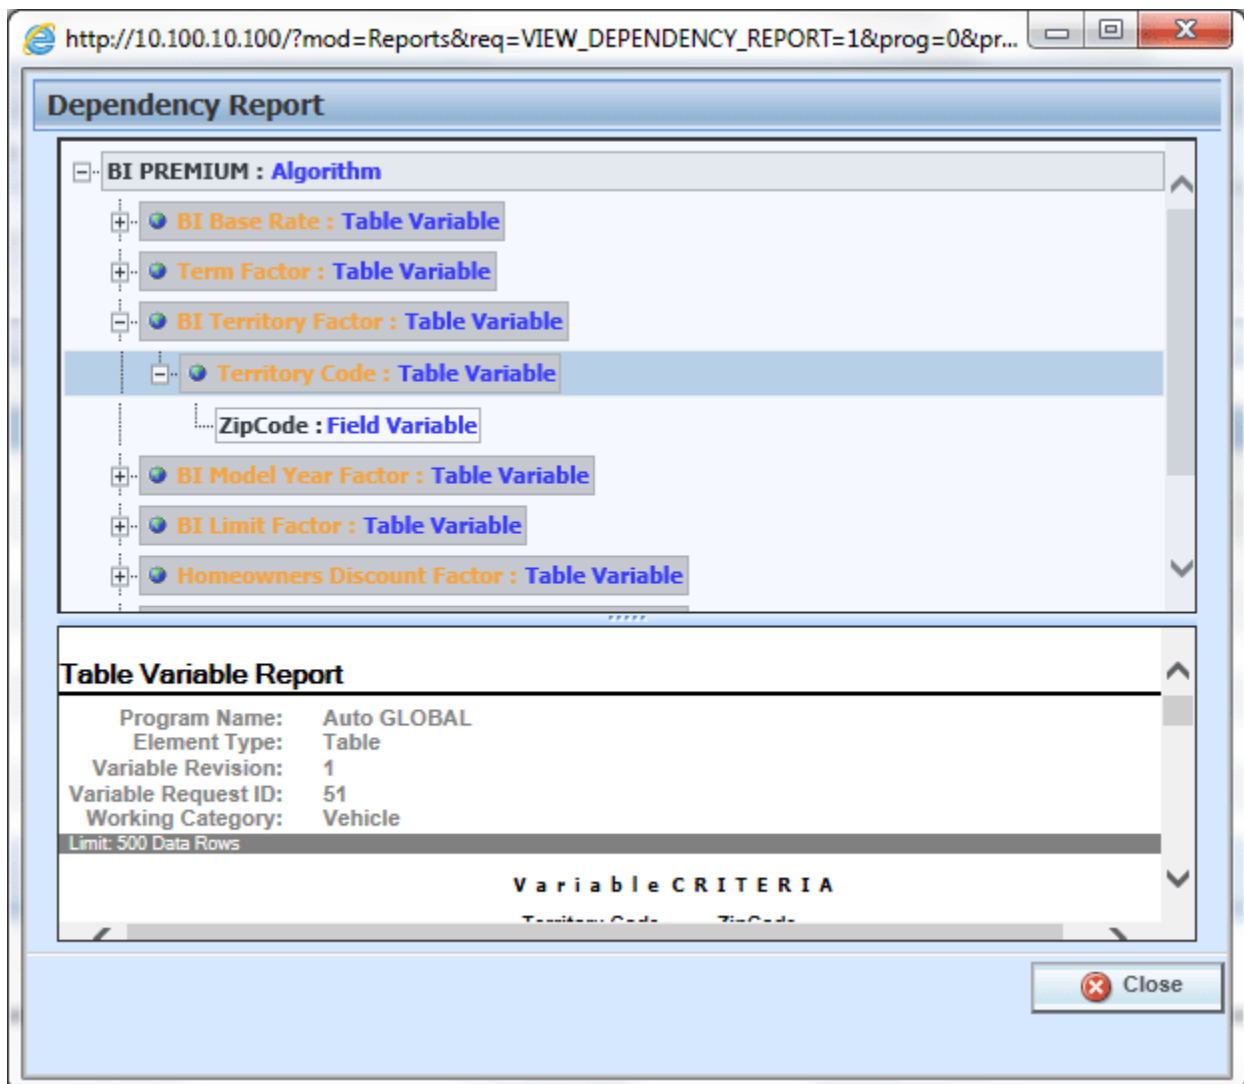 http://10.100.10.100/?mod=Reports&req=VIEW_DEPENDENCY_REPORT=1&prog=0&pr...
Dependency Report
BI PREMIUM : Algorithm
BI Base Rate : Table Variable
Term Factor : Table Variable
BI Territory Factor : Table Variable
Territory Code : Table Variable
ZipCode : Field Variable
BI Model Year Factor : Table Variable
BI Limit Factor : Table Variable
Homeowners Discount Factor : Table Variable
Table Variable Report
Program Name: Auto GLOBAL
Element Type: Table
Variable Revision: 1
Variable Request ID: 51
Working Category: Vehicle
Limit: 500 Data Rows
Variable CRITERIA
Territory Code ZipCode
Close